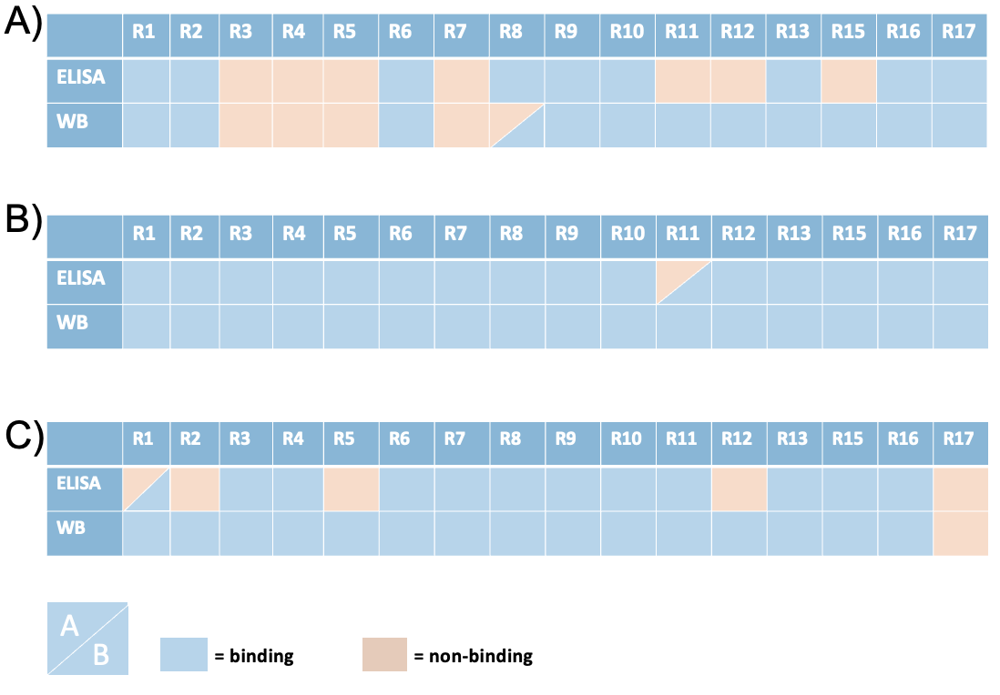 A)
R1 R2 R3 R4 R5 R6 R7 R8 R9 R10 R11 R12 R13 R15 R16 R17
ELISA
WB
B)
R1 R2 R3 R4 R5 R6 R7 R8 R9 R10 R11 R12 R13 R15 R16 R17
ELISA
WB
C)
R1 R2 R3 R4 R5 R6 R7 R8 R9 R10 R11 R12 R13 R15 R16 R17
ELISA
WB
A
B
= binding = non-binding